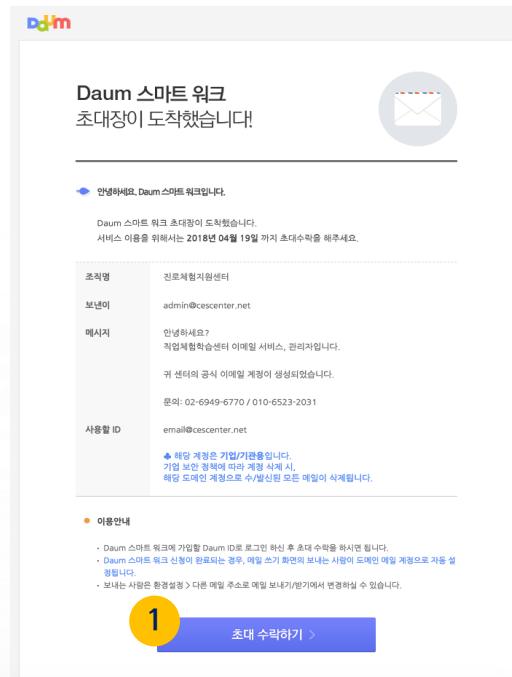 Daum
Daum 스마트 워크
초대장이 도착했습니다!
안녕하세요. Daum 스마트 워크입니다.
Daum 스마트 워크 초대장이 도착했습니다.
서비스 이용을 위해서는 2018년 04월 19일 까지 초대수락을 해주세요.
조직명 진로체험지원센터
보낸이 admin@cescenter.net
메시지 안녕하세요?
직업체험학습센터 이메일 서비스, 관리자입니다.
귀 센터의 공식 이메일 계정이 생성되었습니다.
문의: 02-6949-6770 / 010-6523-2031
사용할 ID email@cescenter.net
♣ 해당 계정은 기업/기관용입니다.
기업 보안 정책에 따라 계정 삭제 시,
해당 도메인 계정으로 수/발신된 모든 메일이 삭제됩니다.
이용안내
· Daum 스마트 워크에 가입할 Daum ID로 로그인 하신 후 초대 수락을 하시면 됩니다.
· Daum 스마트 워크 신청이 완료되는 경우, 메일 쓰기 화면의 보내는 사람이 도메인 메일 계정으로 자동 설
정됩니다.
· 보내는 사람은 환경설정 > 다른 메일 주소로 메일 보내기/받기에서 변경하실 수 있습니다.
1
초대 수락하기 >